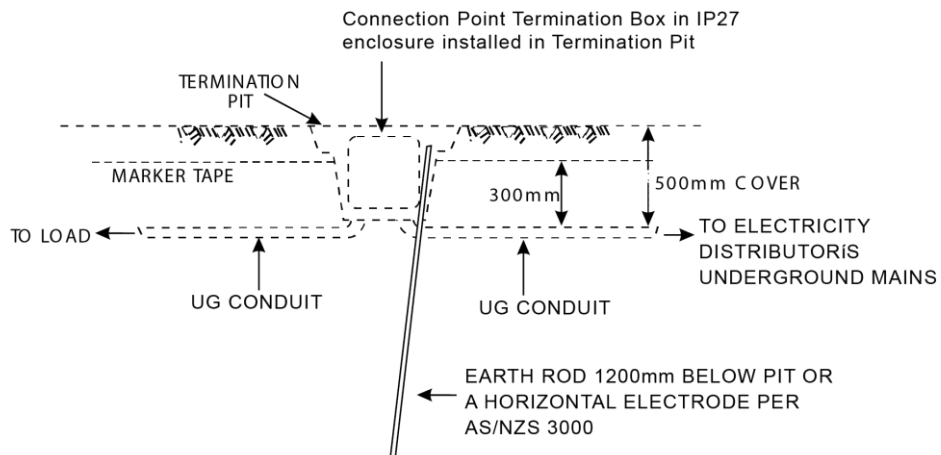 Connection Point Termination Box in IP27
enclosure installed in Termination Pit
TERMINATION
PIT
MARKER TAPE
300mm
500mm COVER
TO LOAD
TO ELECTRICITY
DISTRIBUTORíS
UNDERGROUND MAINS
UG CONDUIT
UG CONDUIT
EARTH ROD 1200mm BELOW PIT OR
A HORIZONTAL ELECTRODE PER
AS/NZS 3000